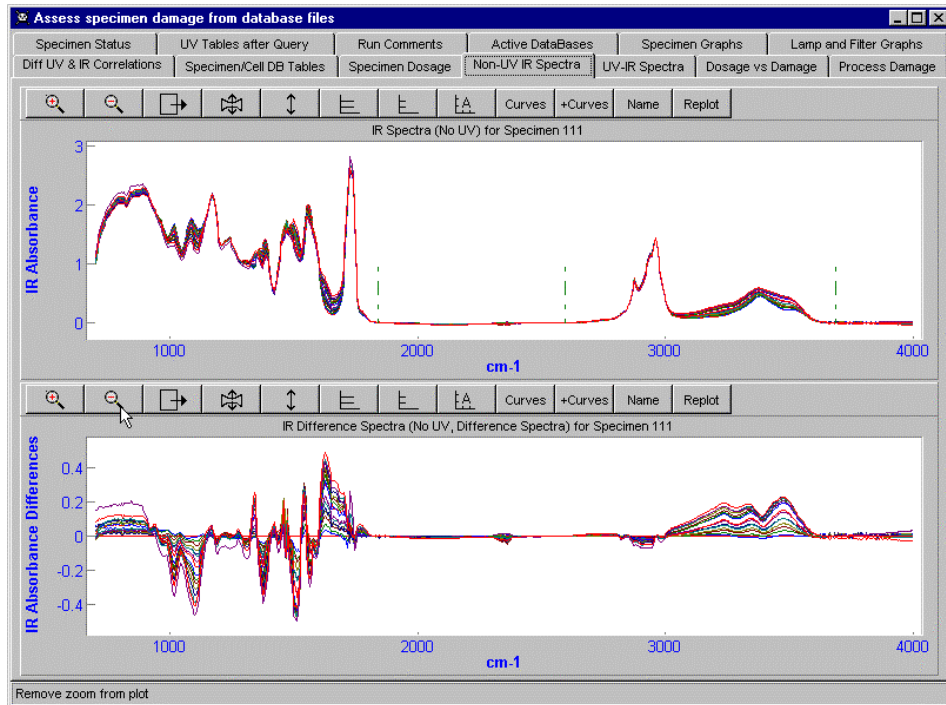 Assess specimen damage from database files
Specimen Status UV Tables after Query Run Comments Active DataBases Specimen Graphs Lamp and Filter Graphs
Diff UV & IR Correlations Specimen/Cell DB Tables Specimen Dosage Non-UV IR Spectra UV-IR Spectra Dosage vs Damage Process Damage
A Curves +Curves Name Replot
IR Spectra (No UV) for Specimen 111
IR Absorbance
3
2
1
0
1000 2000 3000 4000
cm-1
A Curves +Curves Name Replot
IR Difference Spectra (No UV, Difference Spectra) for Specimen 111
IR Absorbance Differences
0.4
0.2
0
-0.2
-0.4
1000 2000 3000 4000
cm-1
Remove zoom from plot